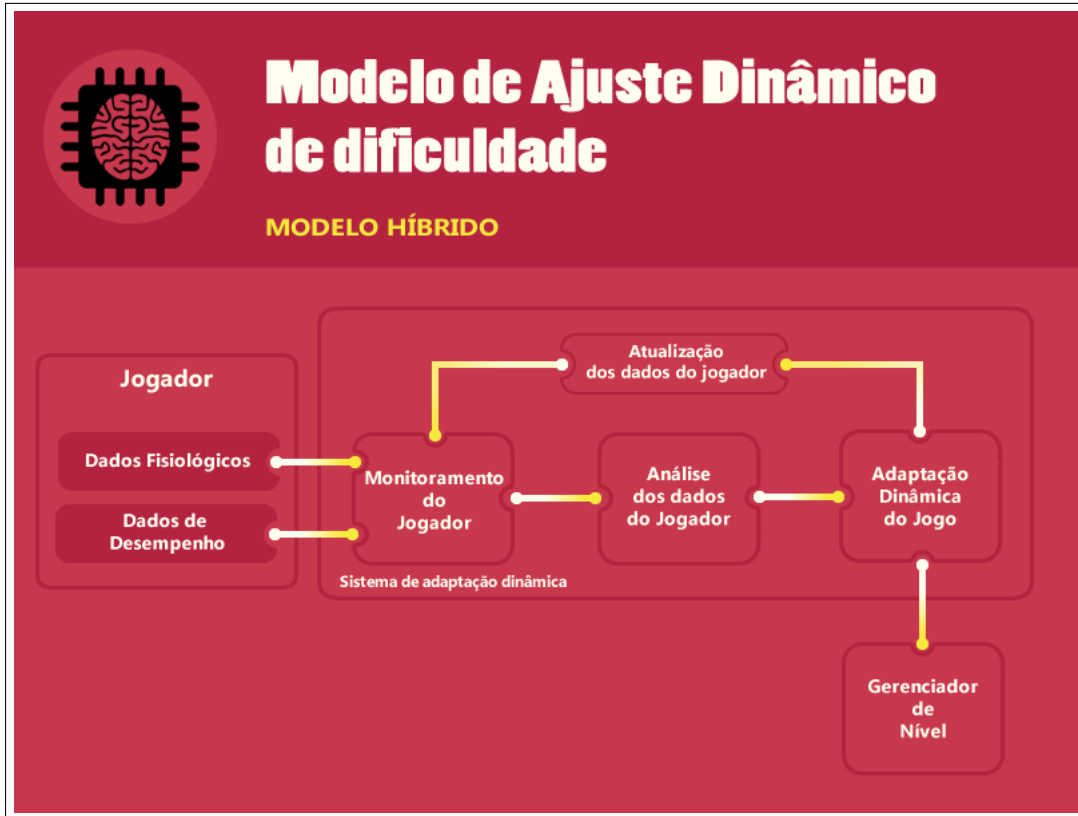 Modelo de Ajuste Dinâmico
de dificuldade
MODELO HÍBRIDO
Jogador
Dados Fisiológicos
Dados de
Desempenho
Atualização
dos dados do jogador
Monitoramento
do
Jogador
Análise
dos dados
do Jogador
Adaptação
Dinâmica
do Jogo
Sistema de adaptação dinâmica
Gerenciador
de
Nível